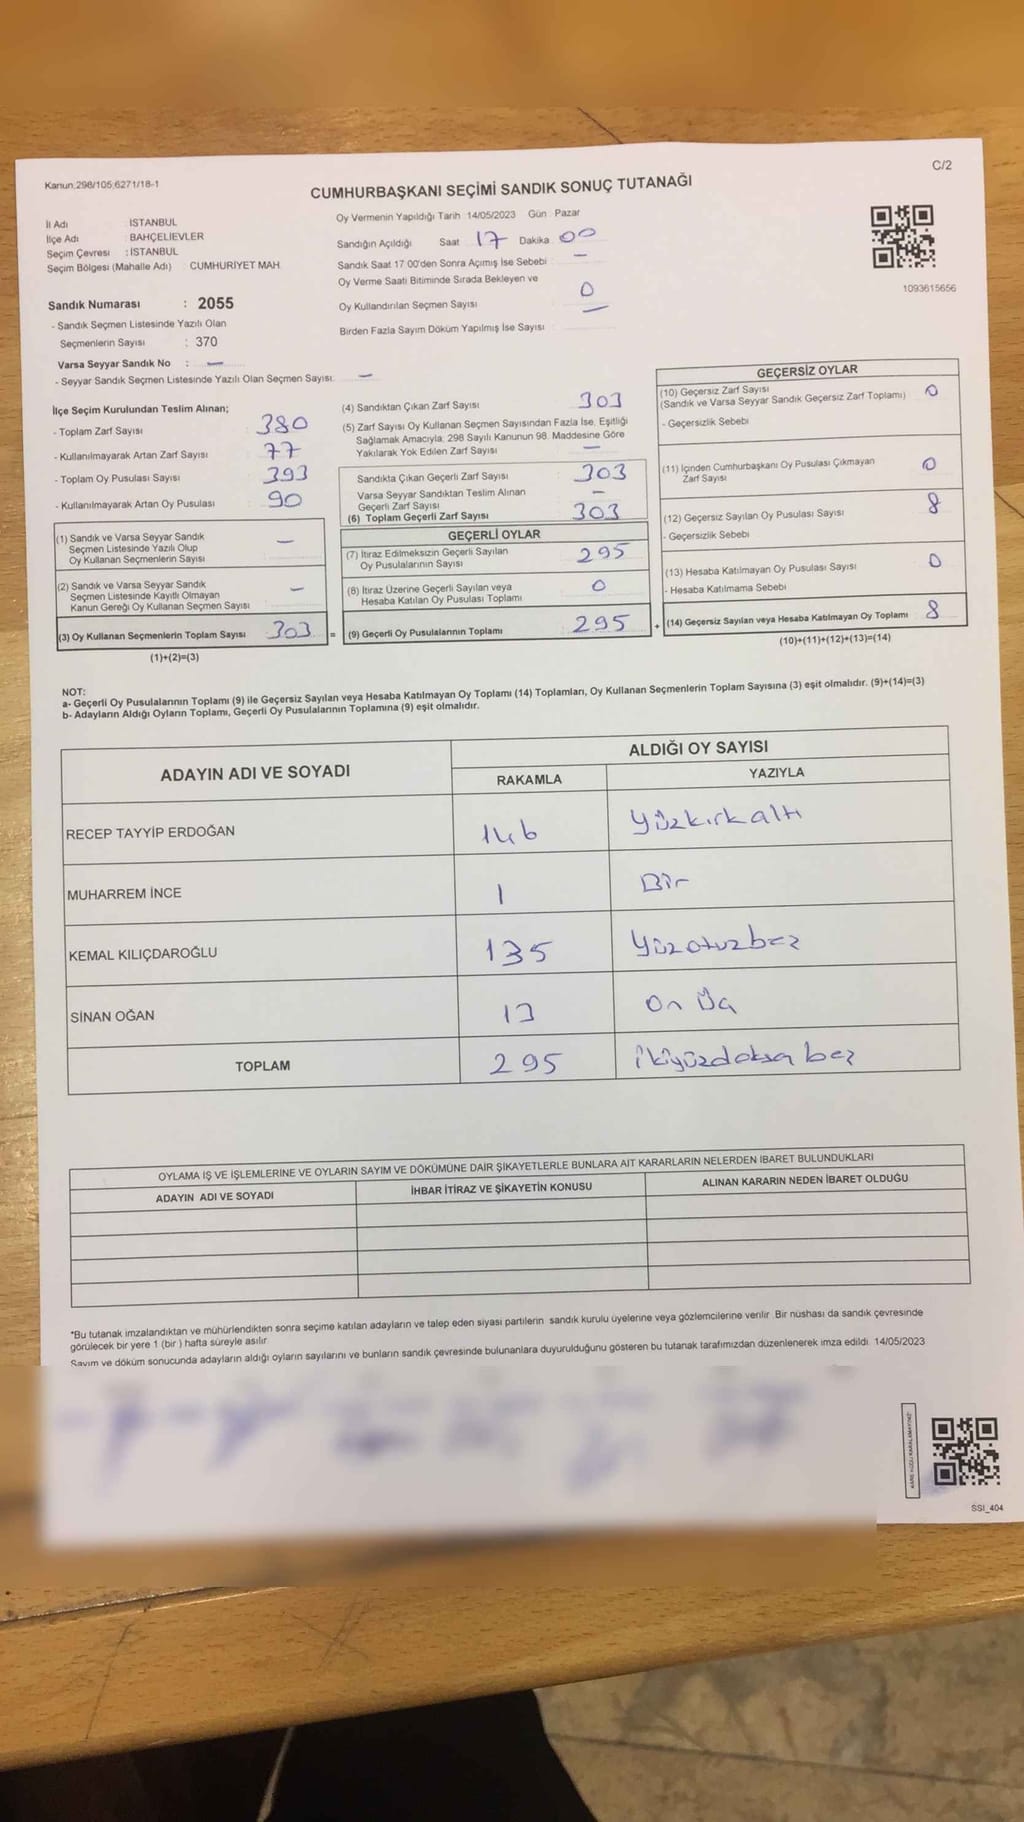 Kanun;298/105;6271/18-1
C/2
CUMHURBAŞKANI SEÇİMİ SANDIK SONUÇ TUTANAĞI
İl Adı : İSTANBUL
İlçe Adı : BAHÇELİEVLER
Seçim Çevresi : İSTANBUL
Seçim Bölgesi (Mahalle Adı) CUMHURİYET MAH.
Oy Vermenin Yapıldığı Tarih 14/05/2023 Gün Pazar
Sandığın Açıldığı Saat 17 Dakika 00
Sandık Saat 17 00'den Sonra Açılmış İse Sebebi : —
Oy Verme Saati Bitiminde Sırada Bekleyen ve
Oy Kullandırılan Seçmen Sayısı 0
Birden Fazla Sayım Döküm Yapılmış İse Sayısı : —
1093615656
Sandık Numarası : 2055
- Sandık Seçmen Listesinde Yazılı Olan
Seçmenlerin Sayısı : 370
Varsa Seyyar Sandık No : —
- Seyyar Sandık Seçmen Listesinde Yazılı Olan Seçmen Sayısı: —
İlçe Seçim Kurulundan Teslim Alınan;
- Toplam Zarf Sayısı 380
- Kullanılmayarak Artan Zarf Sayısı 77
- Toplam Oy Pusulası Sayısı 393
- Kullanılmayarak Artan Oy Pusulası 90
(1) Sandık ve Varsa Seyyar Sandık
Seçmen Listesinde Yazılı Olup
Oy Kullanan Seçmenlerin Sayısı —
(2) Sandık ve Varsa Seyyar Sandık
Seçmen Listesinde Kayıtlı Olmayan
Kanun Gereği Oy Kullanan Seçmen Sayısı —
(3) Oy Kullanan Seçmenlerin Toplam Sayısı 303
(1)+(2)=(3)
(4) Sandıktan Çıkan Zarf Sayısı 303
(5) Zarf Sayısı Oy Kullanan Seçmen Sayısından Fazla İse, Eşitliği
Sağlamak Amacıyla; 298 Sayılı Kanunun 98. Maddesine Göre
Yakılarak Yok Edilen Zarf Sayısı —
Sandıkta Çıkan Geçerli Zarf Sayısı 303
Varsa Seyyar Sandıktan Teslim Alınan
Geçerli Zarf Sayısı —
(6) Toplam Geçerli Zarf Sayısı 303
GEÇERLİ OYLAR
(7) İtiraz Edilmeksizin Geçerli Sayılan
Oy Pusulalarının Sayısı 295
(8) İtiraz Üzerine Geçerli Sayılan veya
Hesaba Katılan Oy Pusulası Toplamı 0
= (9) Geçerli Oy Pusulalarının Toplamı 295
GEÇERSİZ OYLAR
(10) Geçersiz Zarf Sayısı
(Sandık ve Varsa Seyyar Sandık Geçersiz Zarf Toplamı) 0
- Geçersizlik Sebebi
(11) İçinden Cumhurbaşkanı Oy Pusulası Çıkmayan
Zarf Sayısı 0
(12) Geçersiz Sayılan Oy Pusulası Sayısı 8
- Geçersizlik Sebebi
(13) Hesaba Katılmayan Oy Pusulası Sayısı 0
- Hesaba Katılmama Sebebi
+ (14) Geçersiz Sayılan veya Hesaba Katılmayan Oy Toplamı 8
(10)+(11)+(12)+(13)=(14)
NOT:
a- Geçerli Oy Pusulalarının Toplamı (9) ile Geçersiz Sayılan veya Hesaba Katılmayan Oy Toplamı (14) Toplamları, Oy Kullanan Seçmenlerin Toplam Sayısına (3) eşit olmalıdır. (9)+(14)=(3)
b- Adayların Aldığı Oyların Toplamı, Geçerli Oy Pusulalarının Toplamına (9) eşit olmalıdır.
ADAYIN ADI VE SOYADI
ALDIĞI OY SAYISI
RAKAMLA YAZIYLA
RECEP TAYYİP ERDOĞAN 146 Yüzkırkaltı
MUHARREM İNCE 1 Bir
KEMAL KILIÇDAROĞLU 135 Yüzotuzbeş
SİNAN OĞAN 13 On Üç
TOPLAM 295 İkiyüzdoksa beş
OYLAMA İŞ VE İŞLEMLERİNE VE OYLARIN SAYIM VE DÖKÜMÜNE DAİR ŞİKAYETLERLE BUNLARA AİT KARARLARIN NELERDEN İBARET BULUNDUKLARI
ADAYIN ADI VE SOYADI İHBAR İTİRAZ VE ŞİKAYETİN KONUSU ALINAN KARARIN NEDEN İBARET OLDUĞU
*Bu tutanak imzalandıktan ve mühürlendikten sonra seçime katılan adayların ve talep eden siyasi partilerin sandık kurulu üyelerine veya gözlemcilerine verilir. Bir nüshası da sandık çevresinde
görülecek bir yere 1 (bir ) hafta süreyle asılır.
Sayım ve döküm sonucunda adayların aldığı oyların sayılarını ve bunların sandık çevresinde bulunanlara duyurulduğunu gösteren bu tutanak tarafımızdan düzenlenerek imza edildi. 14/05/2023
KARE KODU KARALAMAYINIZ!
SSI_404